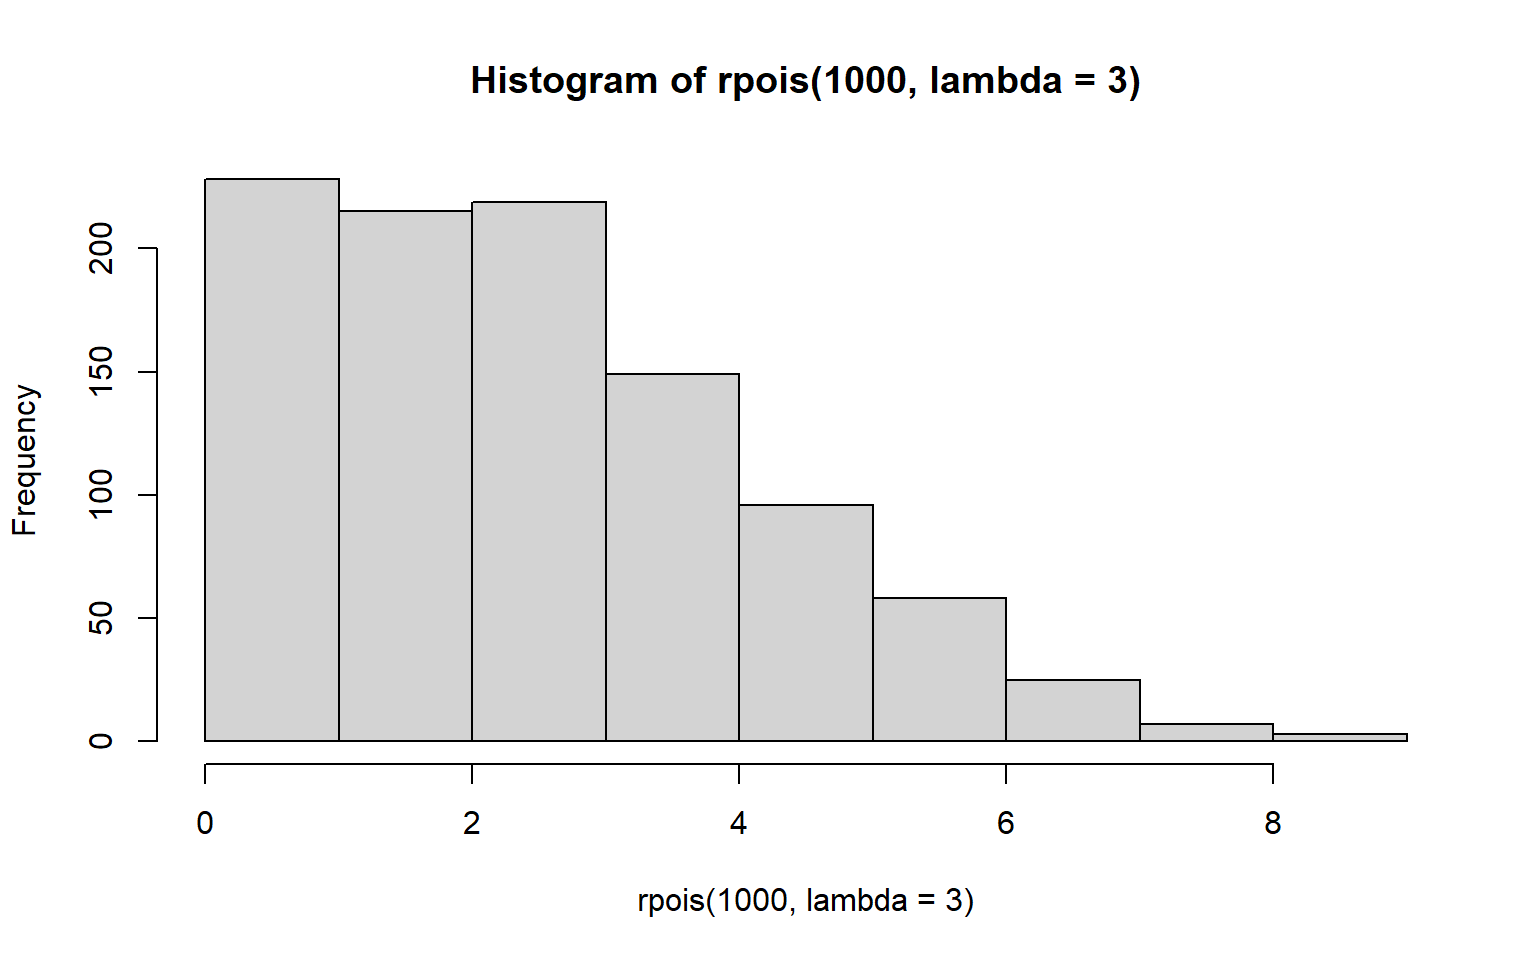 Histogram of rpois(1000, lambda = 3)
Frequency
200
150
100
50
0
0 2 4 6 8
rpois(1000, lambda = 3)